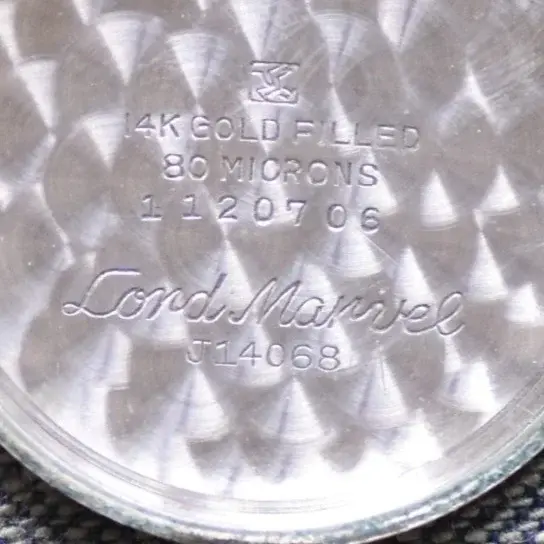 14K GOLD FILLED
80 MICRONS
1120706
Lord Marvel
J14068